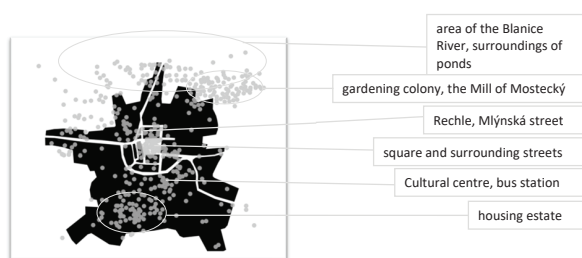 area of the Blanice
River, surroundings of
ponds
gardening colony, the Mill of Mostecký
Rechle, Mlýnská street
square and surrounding streets
Cultural centre, bus station
housing estate